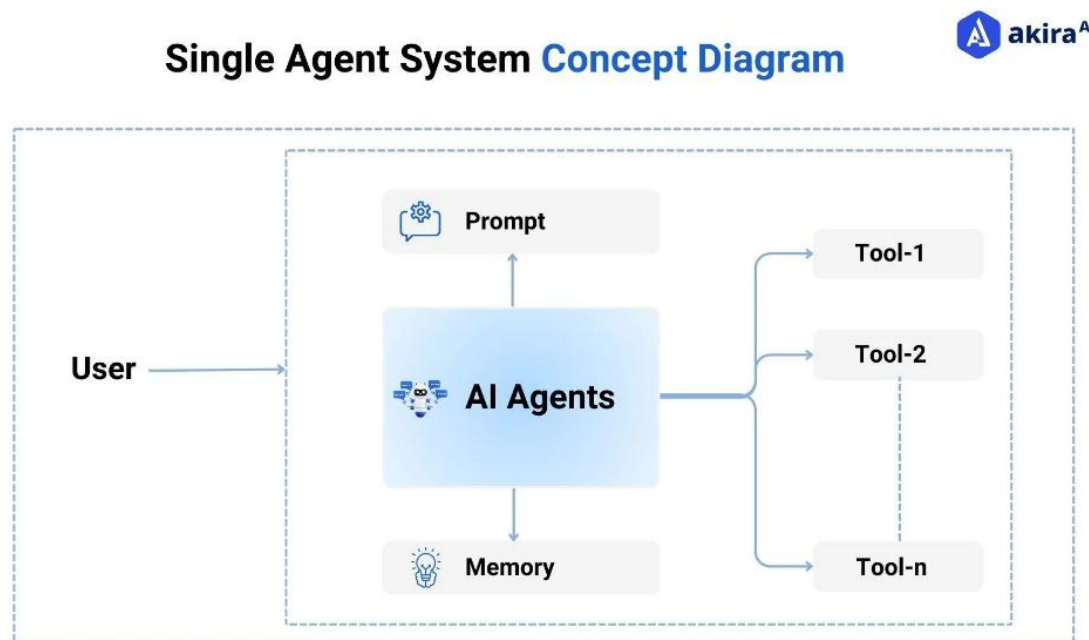 akira A
Single Agent System Concept Diagram
Prompt
Tool-1
Tool-2
User
AI Agents
Memory
Tool-n